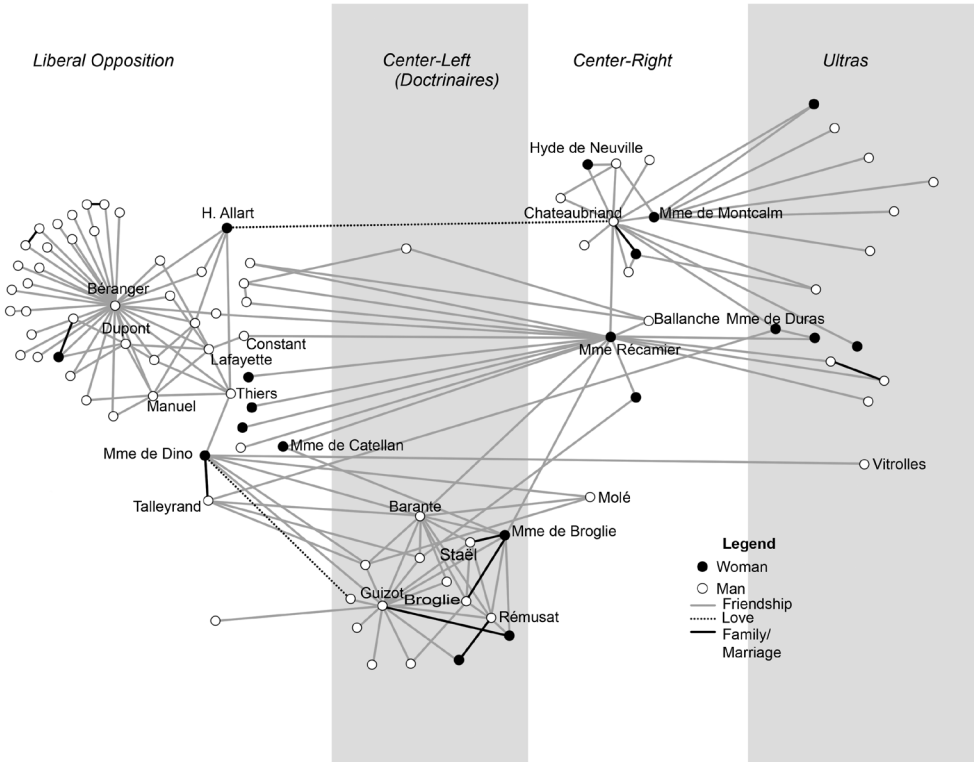 Liberal Opposition
Center-Left
(Doctrinaires)
Center-Right
Ultras
Hyde de Neuville
H. Allart
Chateaubriand
Mme de Montcalm
Béranger
Dupont
Ballanche
Mme de Duras
Constant
Lafayette
Mme Récamier
Thiers
Manuel
Mme de Catellan
Mme de Dino
Vitrolles
Talleyrand
Barante
Molé
Mme de Broglie
Staël
Guizot
Broglie
Rémusat
Legend
Woman
Man
Friendship
Love
Family/
Marriage